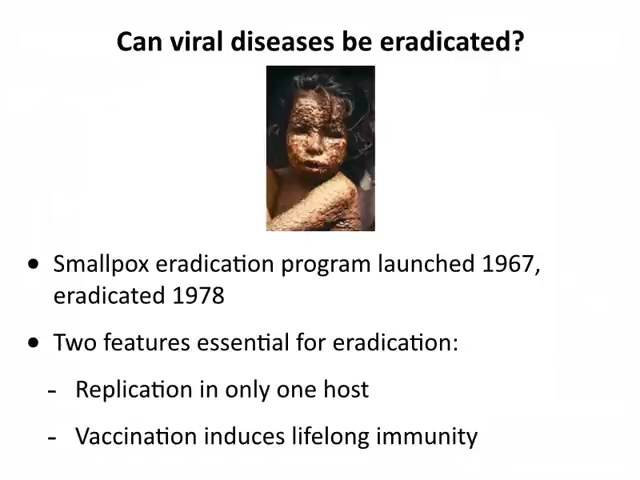 Can viral diseases be eradicated?
• Smallpox eradication program launched 1967,
eradicated 1978
• Two features essential for eradication:
- Replication in only one host
- Vaccination induces lifelong immunity